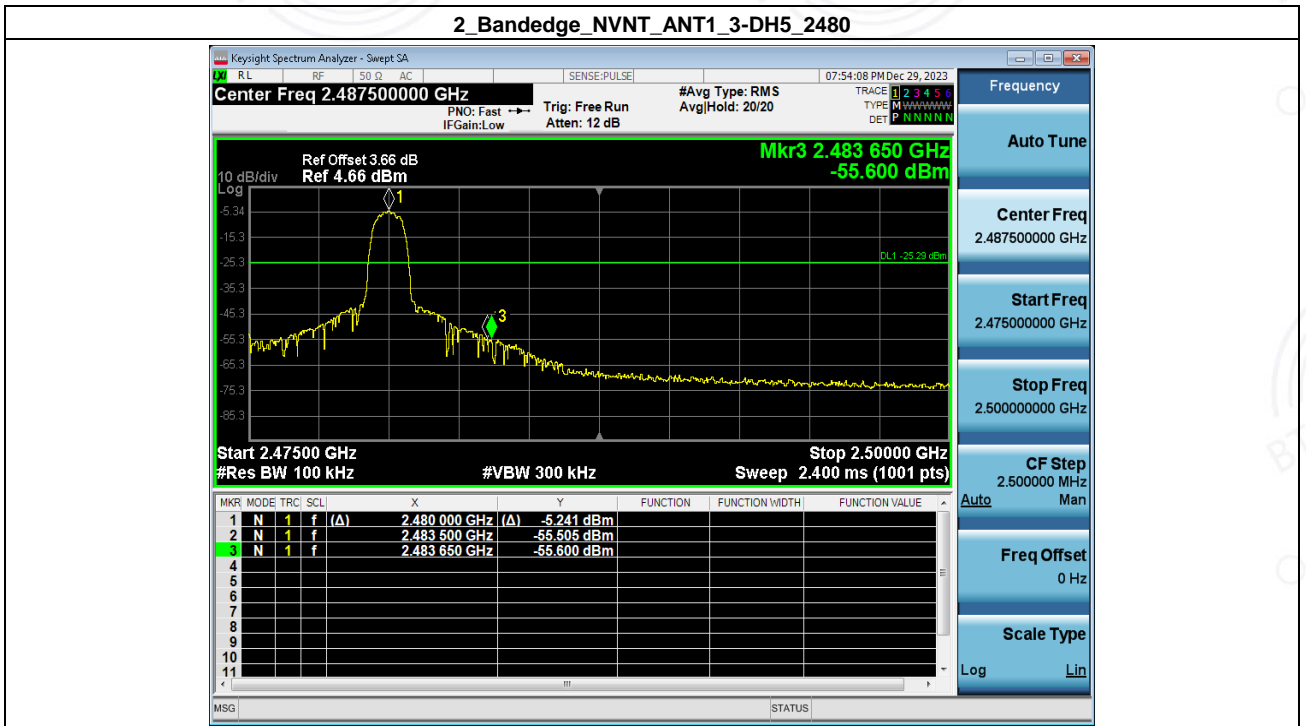 2_Bandedge_NVNT_ANT1_3-DH5_2480
Keysight Spectrum Analyzer - Swept SA
LXI RL RF 50 Ω AC SENSE:PULSE 07:54:08 PM Dec 29, 2023
Center Freq 2.487500000 GHz
PNO: Fast
IFGain:Low
Trig: Free Run
Atten: 12 dB
#Avg Type: RMS
Avg|Hold: 20/20
TRACE 1 2 3 4 5 6
TYPE M WWWWW
DET P N N N N N
Frequency
Auto Tune
Center Freq
2.487500000 GHz
Start Freq
2.475000000 GHz
Stop Freq
2.500000000 GHz
CF Step
2.500000 MHz
Auto Man
Freq Offset
0 Hz
Scale Type
Log Lin
Mkr3 2.483 650 GHz
-55.600 dBm
Ref Offset 3.66 dB
10 dB/div Ref 4.66 dBm
Log
1
-5.34
-15.3
DL1 -25.29 dBm
-25.3
-35.3
-45.3
3
-55.3
-65.3
-75.3
-85.3
Start 2.47500 GHz Stop 2.50000 GHz
#Res BW 100 kHz #VBW 300 kHz Sweep 2.400 ms (1001 pts)
MKR MODE TRC SCL X Y FUNCTION FUNCTION WIDTH FUNCTION VALUE
1 N 1 f (Δ) 2.480 000 GHz (Δ) -5.241 dBm
2 N 1 f 2.483 500 GHz -55.505 dBm
3 N 1 f 2.483 650 GHz -55.600 dBm
4
5
6
7
8
9
10
11
MSG STATUS